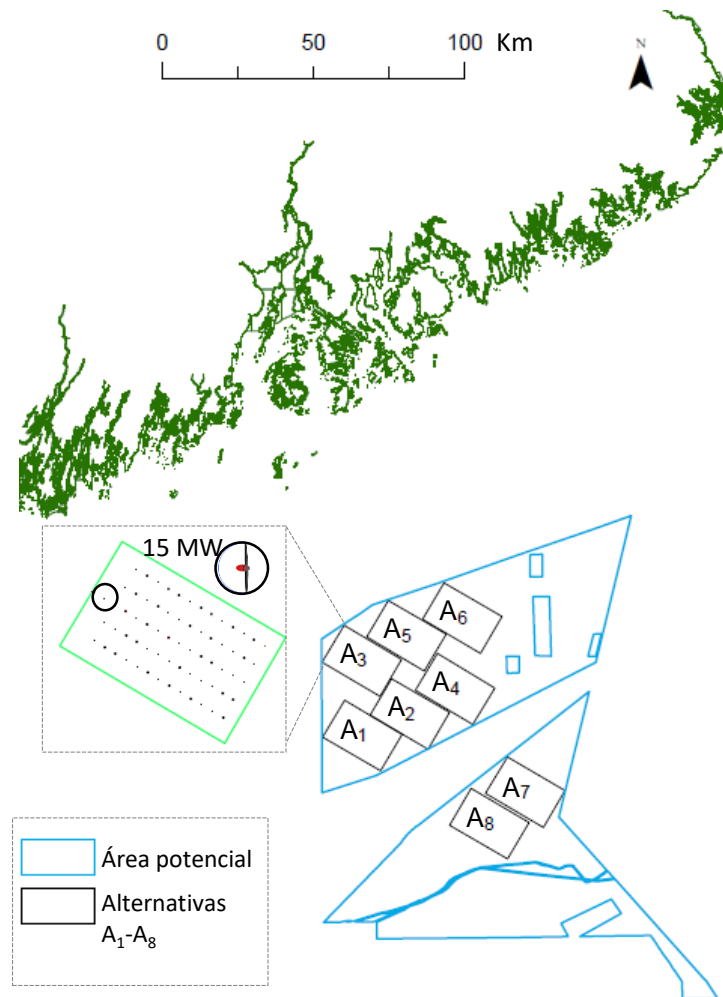 0 50 100 Km
N
15 MW
A6
A5
A3
A4
A2
A1
A7
A8
Área potencial
Alternativas
A1-A8